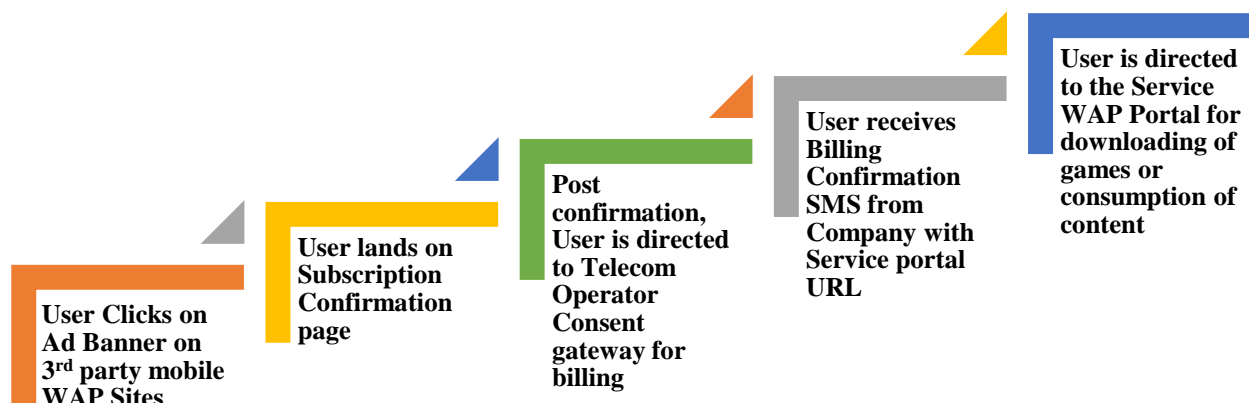 User Clicks on
Ad Banner on
3rd party mobile
WAP Sites
User lands on
Subscription
Confirmation
page
Post
confirmation,
User is directed
to Telecom
Operator
Consent
gateway for
billing
User receives
Billing
Confirmation
SMS from
Company with
Service portal
URL
User is directed
to the Service
WAP Portal for
downloading of
games or
consumption of
content